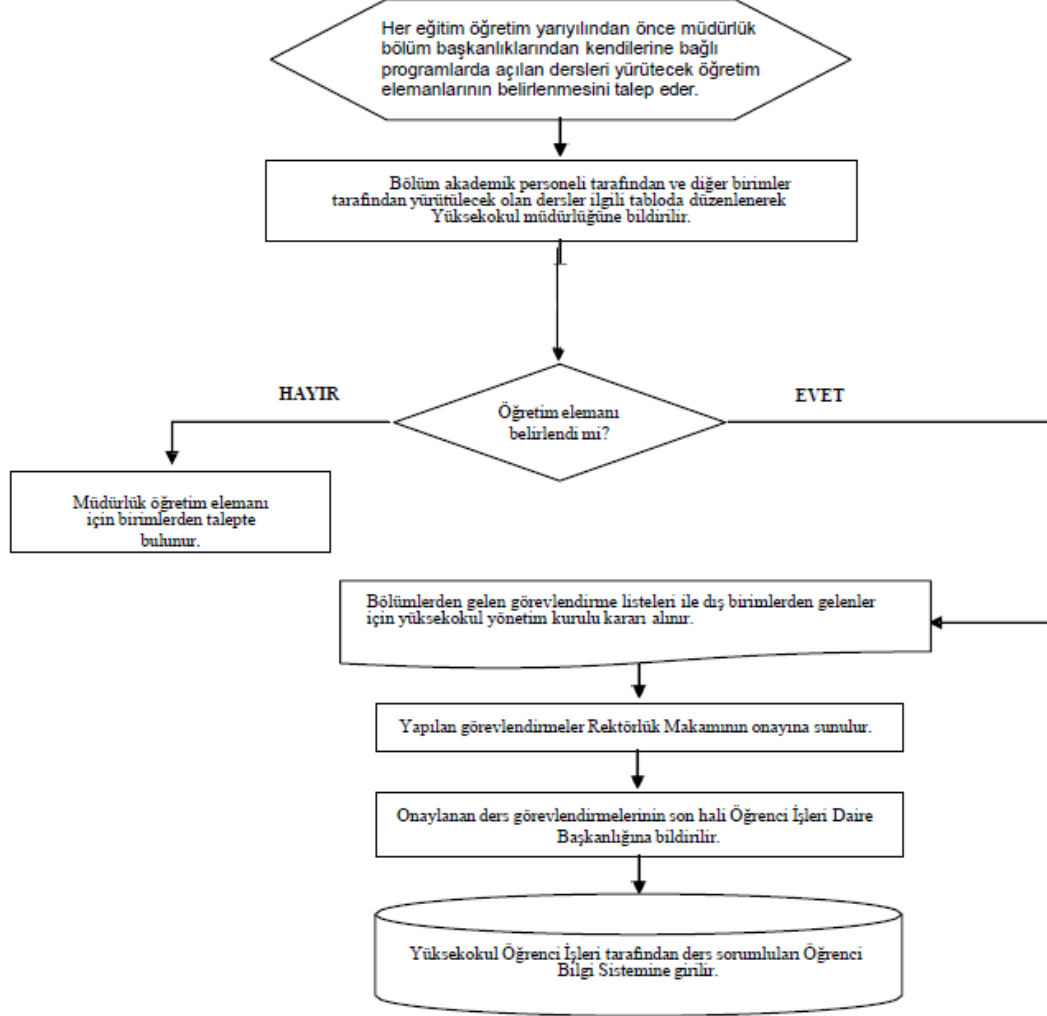 Her eğitim öğretim yarıyılından önce müdürlük
bölüm başkanlıklarından kendilerine bağlı
programlarda açılan dersleri yürütecek öğretim
elemanlarının belirlenmesini talep eder.
Bölüm akademik personeli tarafından ve diğer birimler
tarafından yürütülecek olan dersler ilgili tabloda düzenlenerek
Yüksekokul müdürlüğüne bildirilir.
HAYIR
EVET
Öğretim elemanı
belirlendi mi?
Müdürlük öğretim elemanı
için birimlerden talepte
bulunur.
Bölümlerden gelen görevlendirme listeleri ile dış birimlerden gelenler
için yüksekokul yönetim kurulu kararı alınır.
Yapılan görevlendirmeler Rektörlük Makamının onayına sunulur.
Onaylanan ders görevlendirmelerinin son hali Öğrenci İşleri Daire
Başkanlığına bildirilir.
Yüksekokul Öğrenci İşleri tarafından ders sorumluları Öğrenci
Bilgi Sistemine girilir.